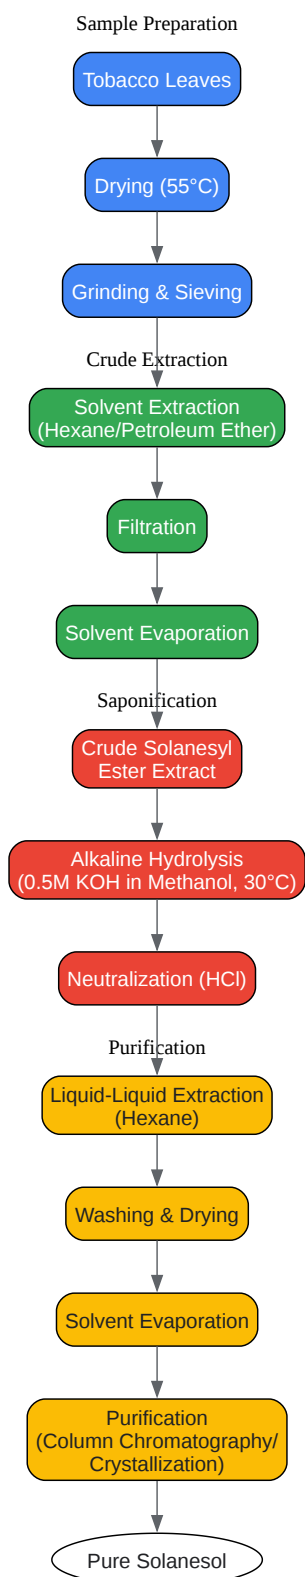 Sample Preparation
Tobacco Leaves
Drying (55°C)
Grinding & Sieving
Crude Extraction
Solvent Extraction
(Hexane/Petroleum Ether)
Filtration
Solvent Evaporation
Saponification
Crude Solanesyl
Ester Extract
Alkaline Hydrolysis
(0.5M KOH in Methanol, 30°C)
Neutralization (HCl)
Purification
Liquid-Liquid Extraction
(Hexane)
Washing & Drying
Solvent Evaporation
Purification
(Column Chromatography/
Crystallization)
Pure Solanesol